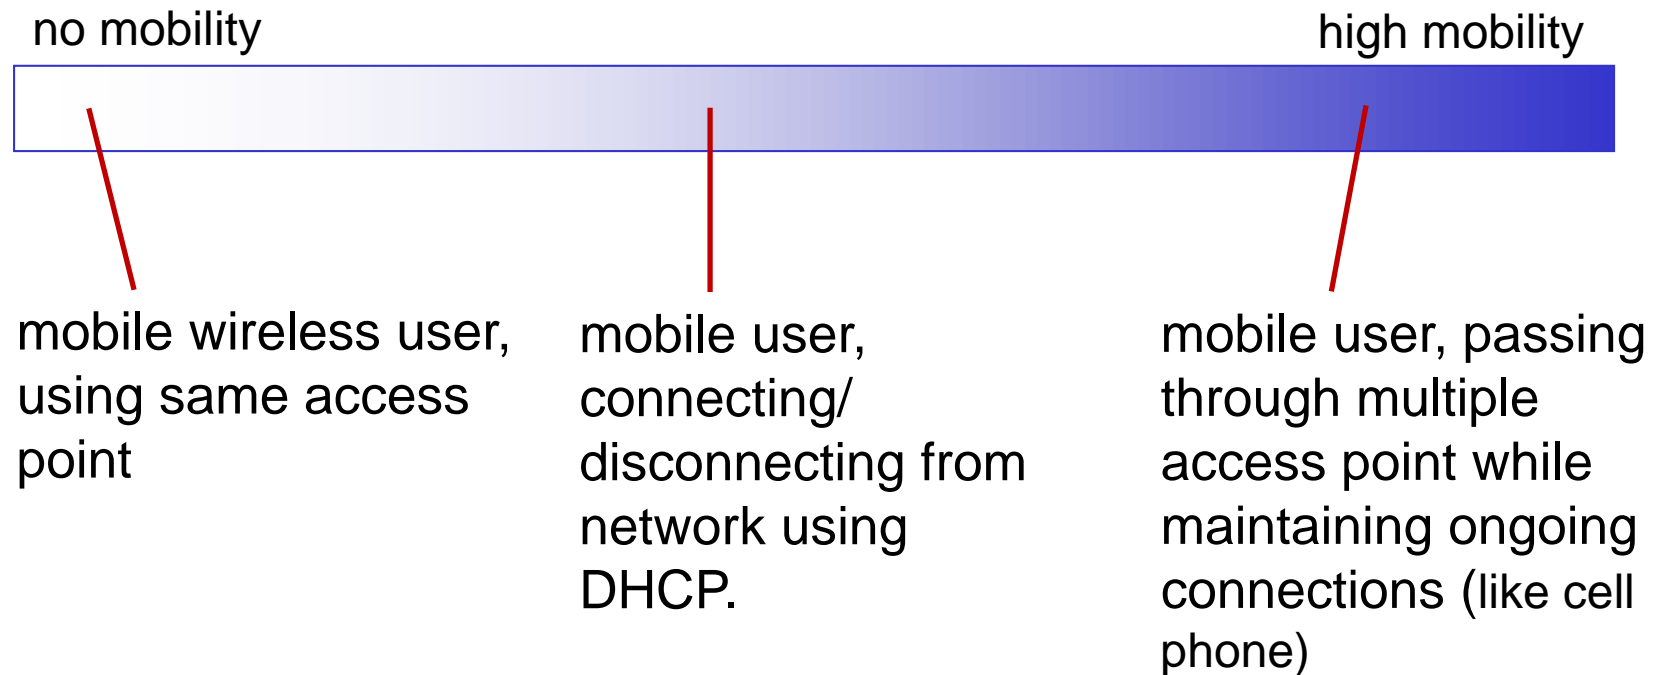 no mobility
high mobility
mobile wireless user,
using same access
point
mobile user,
connecting/
disconnecting from
network using
DHCP.
mobile user, passing
through multiple
access point while
maintaining ongoing
connections (like cell
phone)